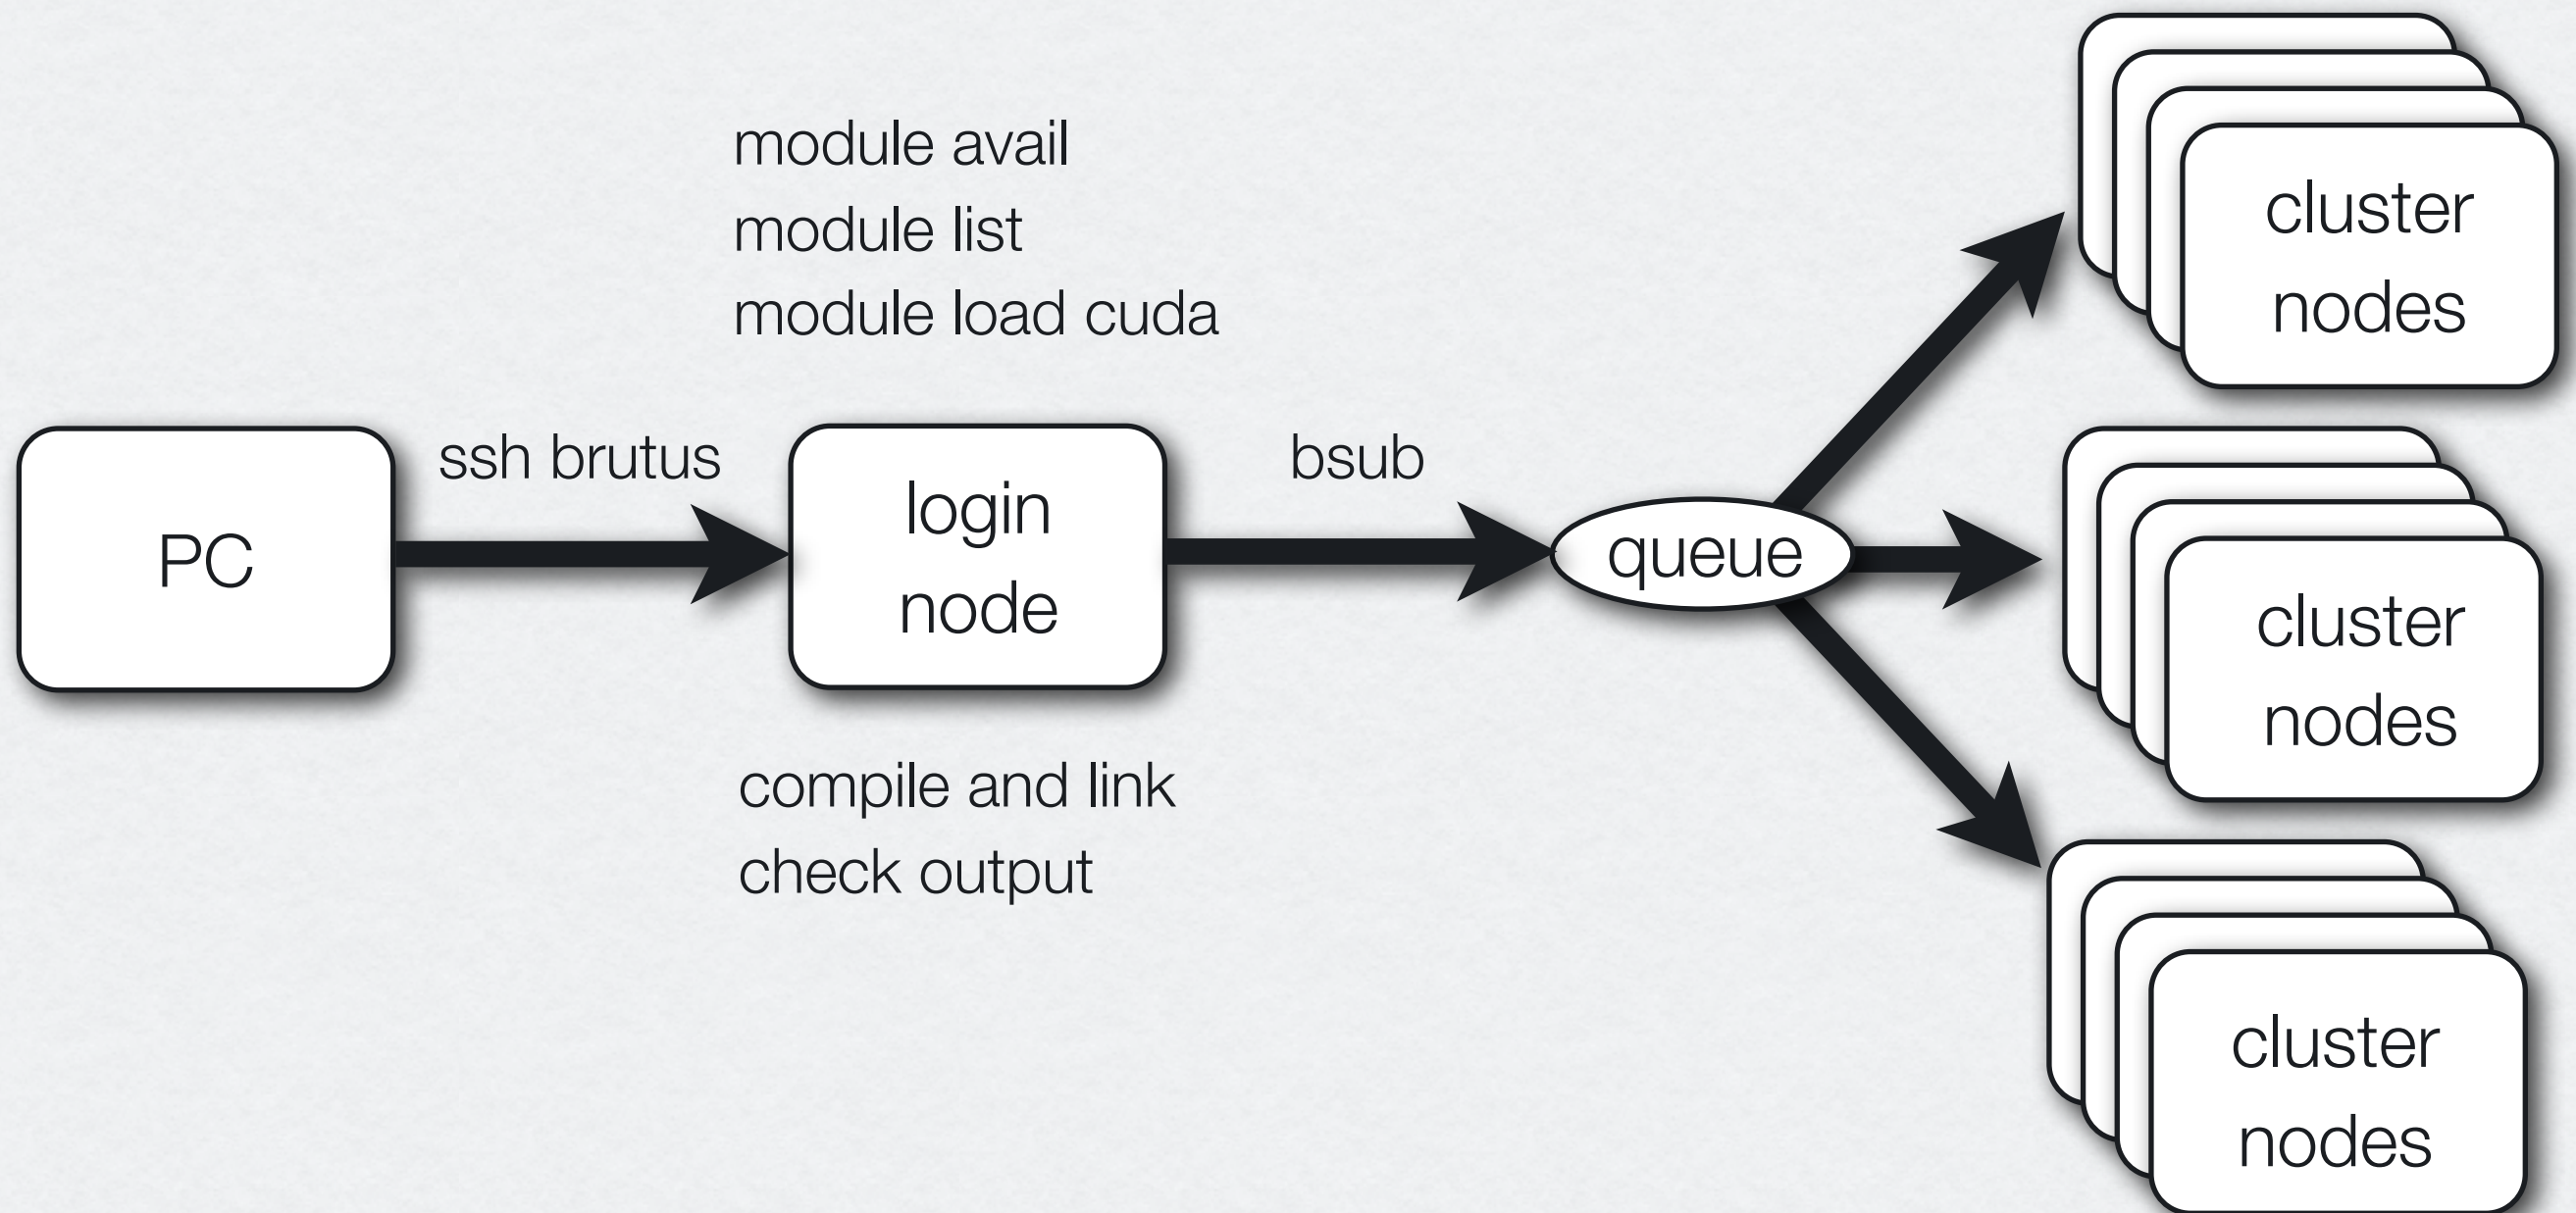 module avail
module list
module load cuda
PC
ssh brutus
login
node
compile and link
check output
bsub
queue
cluster
nodes
cluster
nodes
cluster
nodes